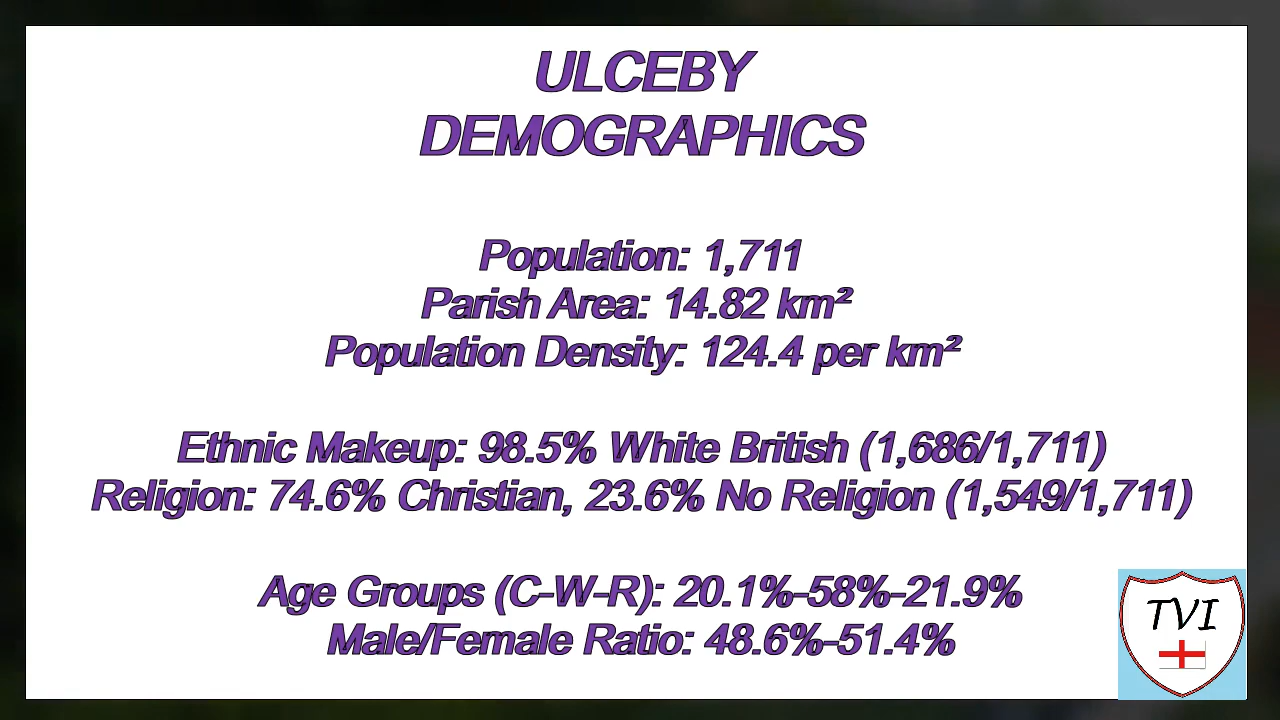 ULCEBY
DEMOGRAPHICS
Population: 1,711
Parish Area: 14.82 km²
Population Density: 124.4 per km²
Ethnic Makeup: 98.5% White British (1,686/1,711)
Religion: 74.6% Christian, 23.6% No Religion (1,549/1,711)
Age Groups (C-W-R): 20.1%-58%-21.9%
Male/Female Ratio: 48.6%-51.4%
TVI